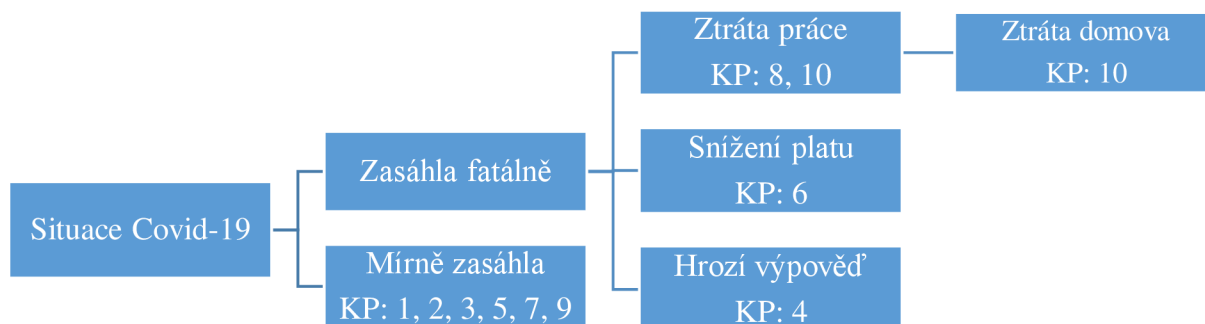 Situace Covid-19
Zasáhla fatálně
Mírně zasáhla
KP: 1, 2, 3, 5, 7, 9
Ztráta práce
KP: 8, 10
Snížení platu
KP: 6
Hrozí výpověď
KP: 4
Ztráta domova
KP: 10